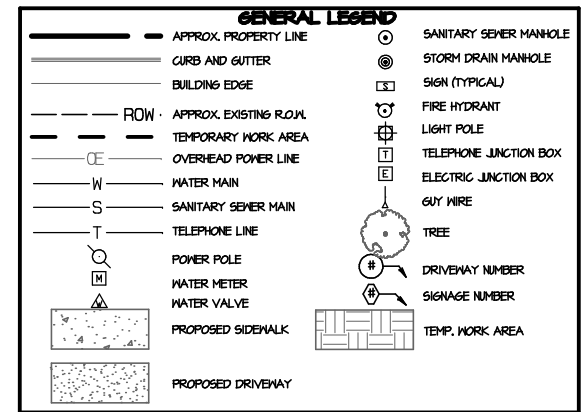 GENERAL LEGEND
APPROX. PROPERTY LINE
CURB AND GUTTER
BUILDING EDGE
ROW APPROX. EXISTING R.O.W.
TEMPORARY WORK AREA
OE OVERHEAD POWER LINE
W WATER MAIN
S SANITARY SEWER MAIN
T TELEPHONE LINE
POWER POLE
M WATER METER
W WATER VALVE
PROPOSED SIDEWALK
PROPOSED DRIVEWAY
SANITARY SEWER MANHOLE
STORM DRAIN MANHOLE
S SIGN (TYPICAL)
FIRE HYDRANT
LIGHT POLE
T TELEPHONE JUNCTION BOX
E ELECTRIC JUNCTION BOX
GUY WIRE
TREE
# DRIVEWAY NUMBER
# SIGNAGE NUMBER
TEMP. WORK AREA